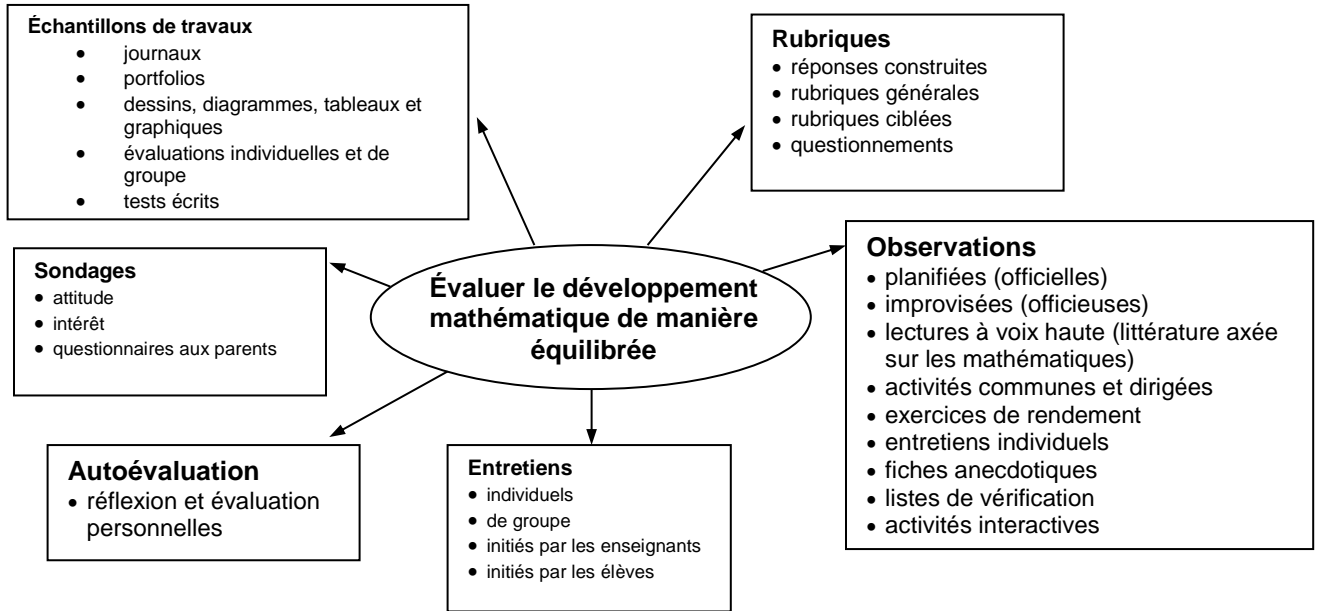 Échantillons de travaux
• journaux
• portfolios
• dessins, diagrammes, tableaux et
graphiques
• évaluations individuelles et de
groupe
• tests écrits
Rubriques
• réponses construites
• rubriques générales
• rubriques ciblées
• questionnements
Sondages
• attitude
• intérêt
• questionnaires aux parents
Évaluer le développement
mathématique de manière
équilibrée
Observations
• planifiées (officielles)
• improvisées (officieuses)
• lectures à voix haute (littérature axée
sur les mathématiques)
• activités communes et dirigées
• exercices de rendement
• entretiens individuels
• fiches anecdotiques
• listes de vérification
• activités interactives
Autoévaluation
• réflexion et évaluation
personnelles
Entretiens
• individuels
• de groupe
• initiés par les enseignants
• initiés par les élèves